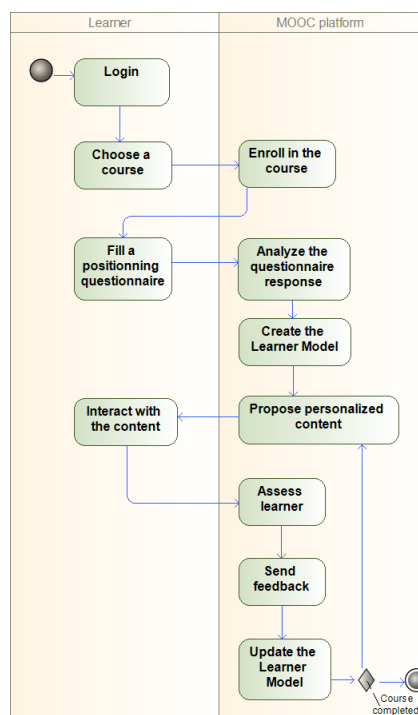 Learner
MOOC platform
Login
Choose a
course
Enroll in the
course
Fill a
positionning
questionnaire
Analyze the
questionnaire
response
Create the
Learner Model
Interact with
the content
Propose personalized
content
Assess
learner
Send
feedback
Update the
Learner
Model
Course
completed